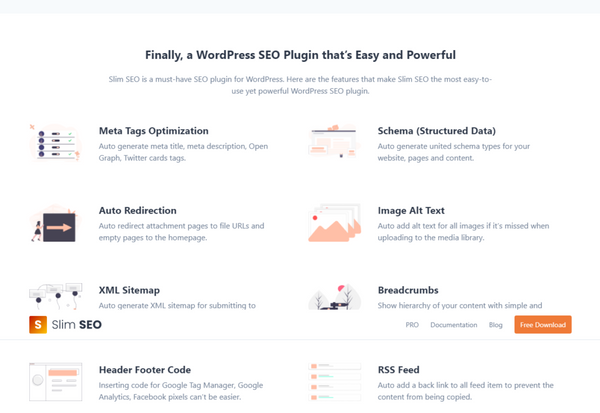 Finally, a WordPress SEO Plugin that's Easy and Powerful
Slim SEO is a must-have SEO plugin for WordPress. Here are the features that make Slim SEO the most easy-to-
use yet powerful WordPress SEO plugin.
Meta Tags Optimization
Auto generate meta title, meta description, Open
Graph, Twitter cards tags.
Schema (Structured Data)
Auto generate united schema types for your
website, pages and content.
Auto Redirection
Auto redirect attachment pages to file URLs and
empty pages to the homepage.
Image Alt Text
Auto add alt text for all images if it's missed when
uploading to the media library.
XML Sitemap
Auto generate XML sitemap for submitting to
Breadcrumbs
Show hierarchy of your content with simple and
S Slim SEO
PRO Documentation Blog Free Download
Header Footer Code
Inserting code for Google Tag Manager, Google
Analytics, Facebook pixels can't be easier.
RSS Feed
Auto add a back link to all feed item to prevent the
content from being copied.